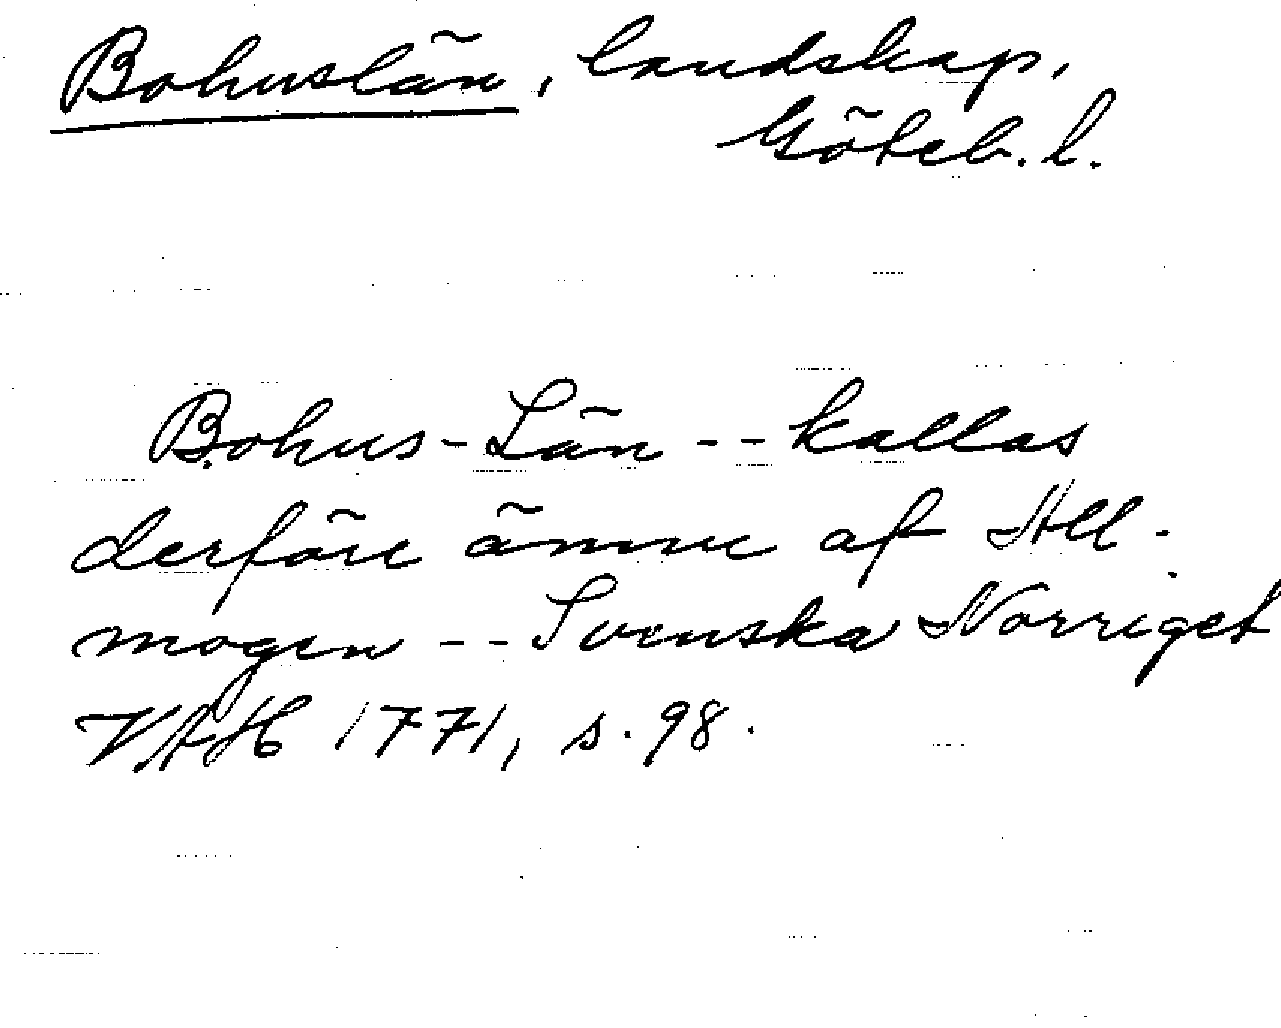 Bohuslän, landskap,
Göteb. l.
Bohus-Län -- kallas
derföre ännu af All-
mogen -- Svenska Norriget
VAH 1771, s. 98.